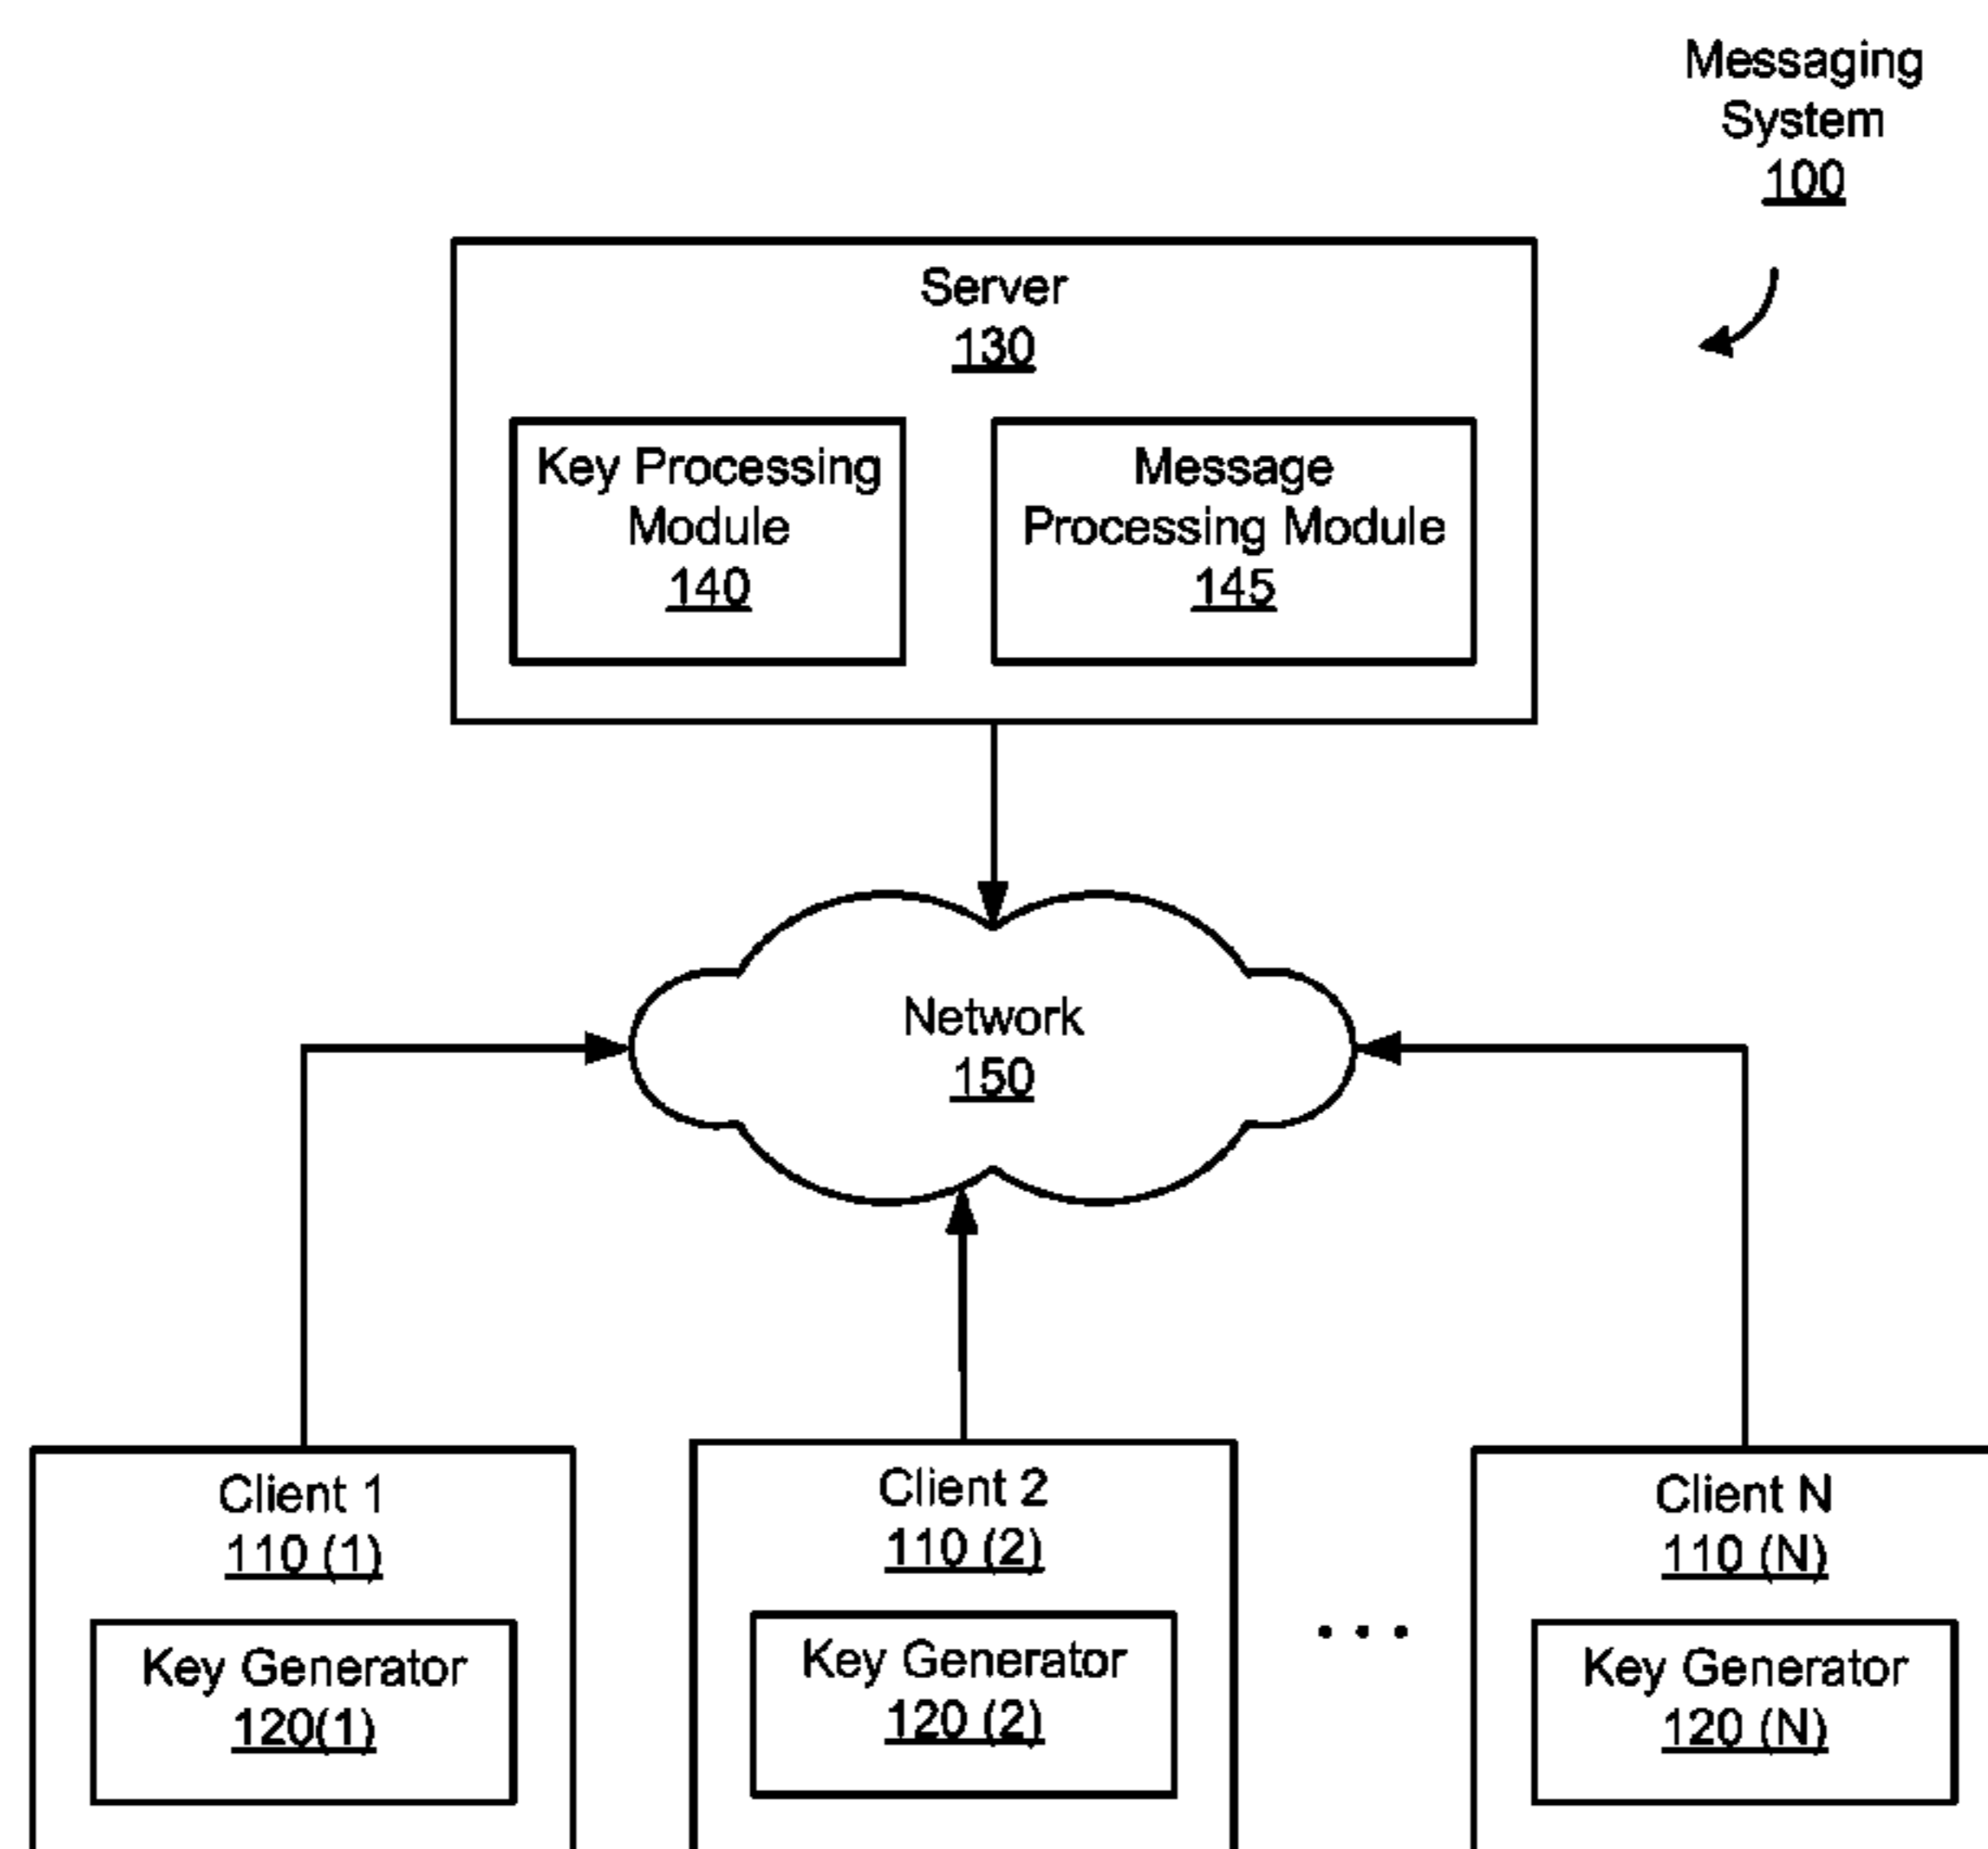 Messaging
System
100
Server
130
Key Processing
Module
140
Message
Processing Module
145
Network
150
Client 1
110 (1)
Key Generator
120(1)
Client 2
110 (2)
Key Generator
120 (2)
. . .
Client N
110 (N)
Key Generator
120 (N)